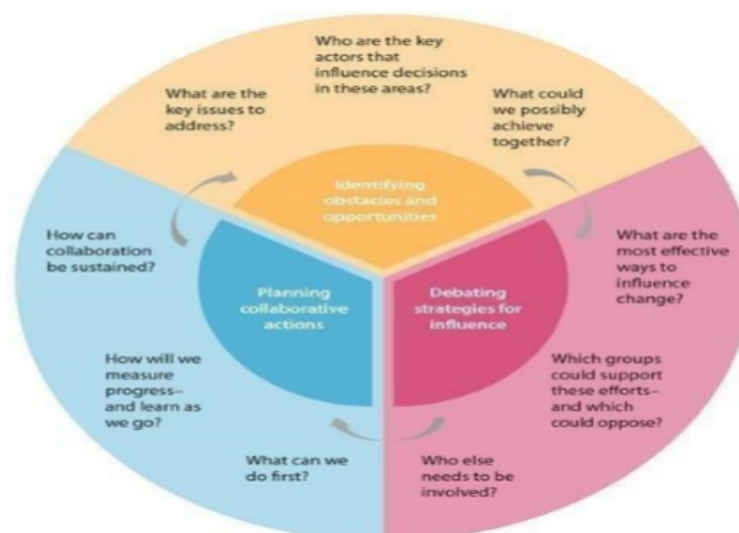 Who are the key
actors that
influence decisions
in these areas?
What are the
key issues to
address?
What could
we possibly
achieve
together?
Identifying
obstacles and
opportunities
How can
collaboration
be sustained?
What are the
most effective
ways to
influence
change?
Planning
collaborative
actions
Debating
strategies for
influence
How will we
measure
progress–
and learn as
we go?
Which groups
could support
these efforts–
and which
could oppose?
What can we
do first?
Who else
needs to be
involved?